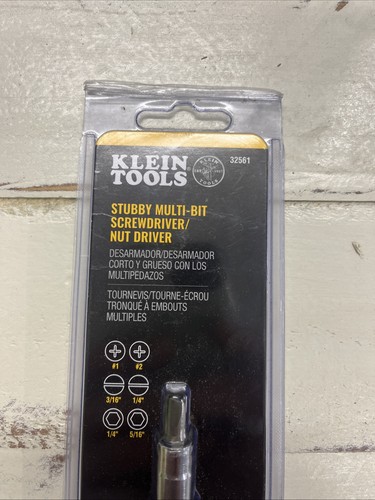 KLEIN
TOOLS
32561
STUBBY MULTI-BIT
SCREWDRIVER/
NUT DRIVER
DESARMADOR/DESARMADOR
CORTO Y GRUESO CON LOS
MULTIPEDAZOS
TOURNEVIS/TOURNE-ÉCROU
TRONQUÉ À EMBOUTS
MULTIPLES
#1 #2
3/16" 1/4"
1/4" 5/16"